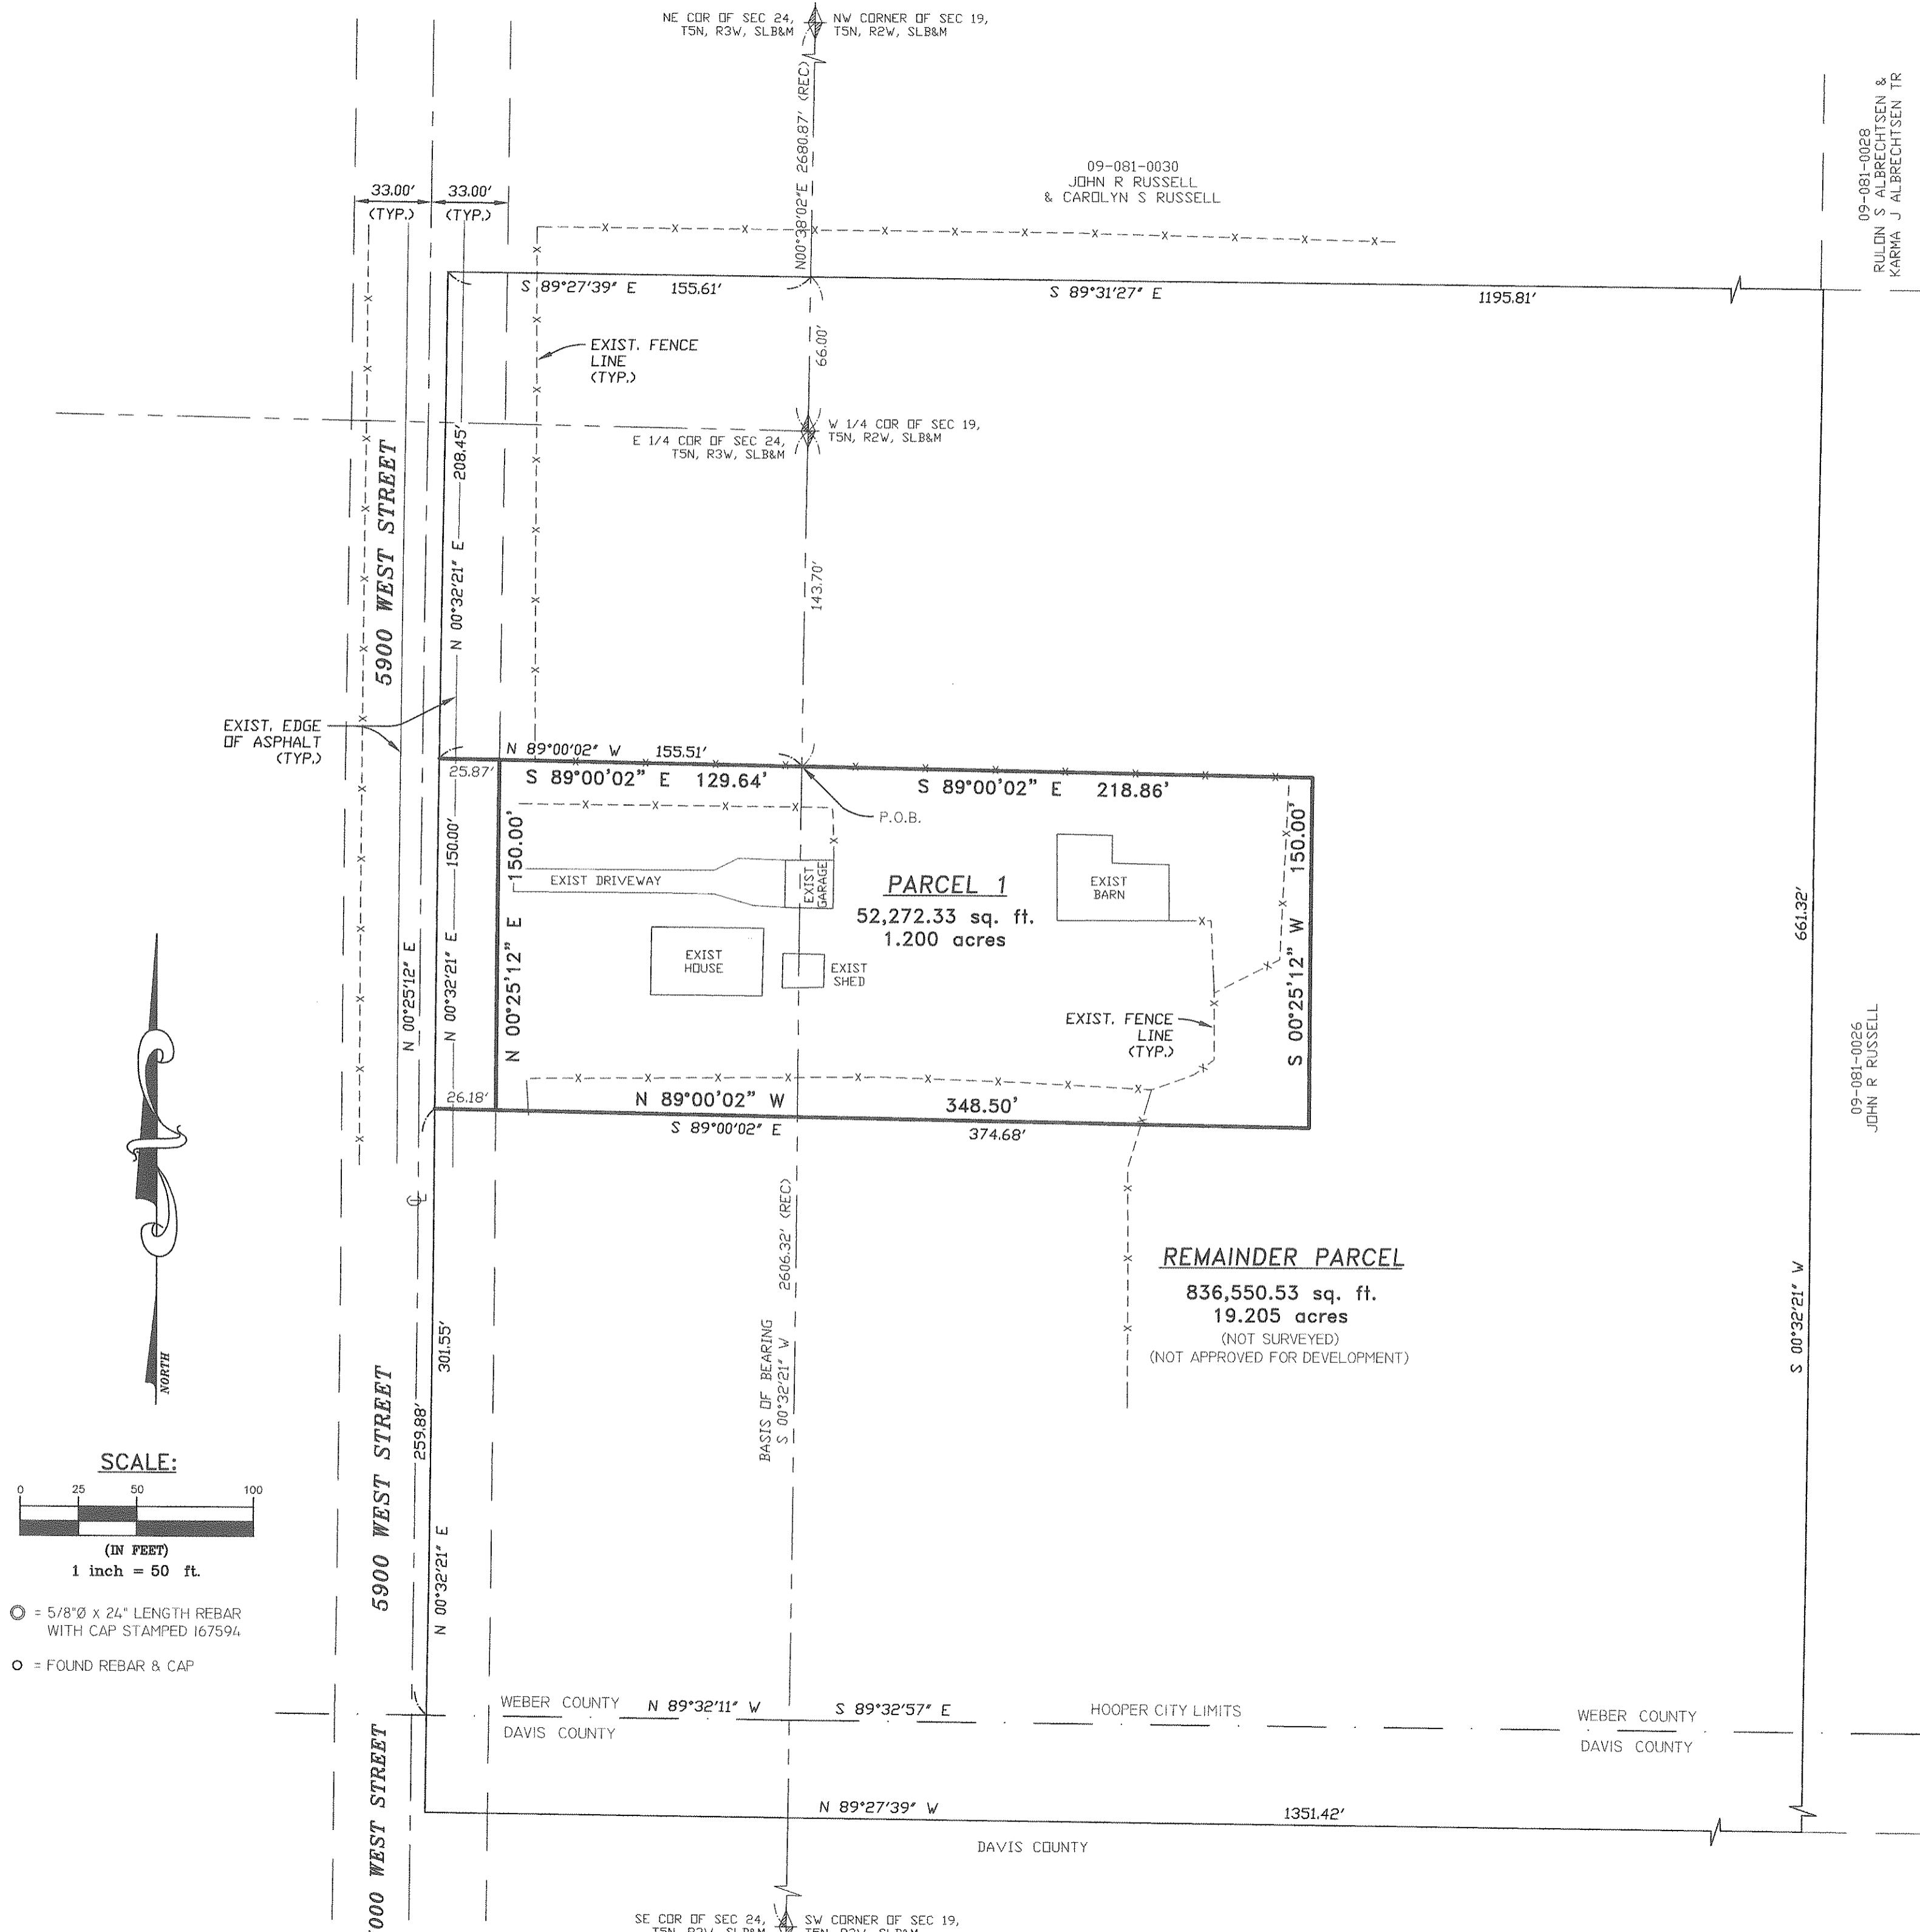 NE COR OF SEC 24,
T5N, R3W, SLB&M
NW CORNER OF SEC 19,
T5N, R2W, SLB&M
N00°38'02"E 2680.87' (REC)
09-081-0028
RULON S ALBRECHTSEN &
KARMA J ALBRECHTSEN TR
09-081-0030
JOHN R RUSSELL
& CAROLYN S RUSSELL
33.00'
(TYP.)
33.00'
(TYP.)
S 89°27'39" E 155.61'
S 89°31'27" E 1195.81'
66.00'
EXIST. FENCE
LINE
(TYP.)
E 1/4 COR OF SEC 24,
T5N, R3W, SLB&M
W 1/4 COR OF SEC 19,
T5N, R2W, SLB&M
5900 WEST STREET
N 00°32'21" E 208.45'
143.70'
EXIST. EDGE
OF ASPHALT
(TYP.)
N 89°00'02" W 155.51'
25.87'
S 89°00'02" E 129.64'
S 89°00'02" E 218.86'
P.O.B.
N 00°25'12" E
N 00°32'21" E 150.00'
N 00°25'12" E 150.00'
EXIST DRIVEWAY
EXIST
GARAGE
PARCEL 1
52,272.33 sq. ft.
1.200 acres
EXIST
BARN
EXIST
HOUSE
EXIST
SHED
EXIST. FENCE
LINE
(TYP.)
S 00°25'12" W 150.00'
661.32'
S 00°32'21" W
09-081-0026
JOHN R RUSSELL
26.18'
N 89°00'02" W 348.50'
S 89°00'02" E 374.68'
BASIS OF BEARING
S 00°32'21" W 2606.32' (REC)
REMAINDER PARCEL
836,550.53 sq. ft.
19.205 acres
(NOT SURVEYED)
(NOT APPROVED FOR DEVELOPMENT)
NORTH
5900 WEST STREET
259.88'
N 00°32'21" E 301.55'
SCALE:
0 25 50 100
(IN FEET)
1 inch = 50 ft.
= 5/8"Ø x 24" LENGTH REBAR
WITH CAP STAMPED 167594
= FOUND REBAR & CAP
WEBER COUNTY
DAVIS COUNTY
N 89°32'11" W
S 89°32'57" E
HOOPER CITY LIMITS
WEBER COUNTY
DAVIS COUNTY
000 WEST STREET
N 89°27'39" W 1351.42'
DAVIS COUNTY
SE COR OF SEC 24,
SW CORNER OF SEC 19,